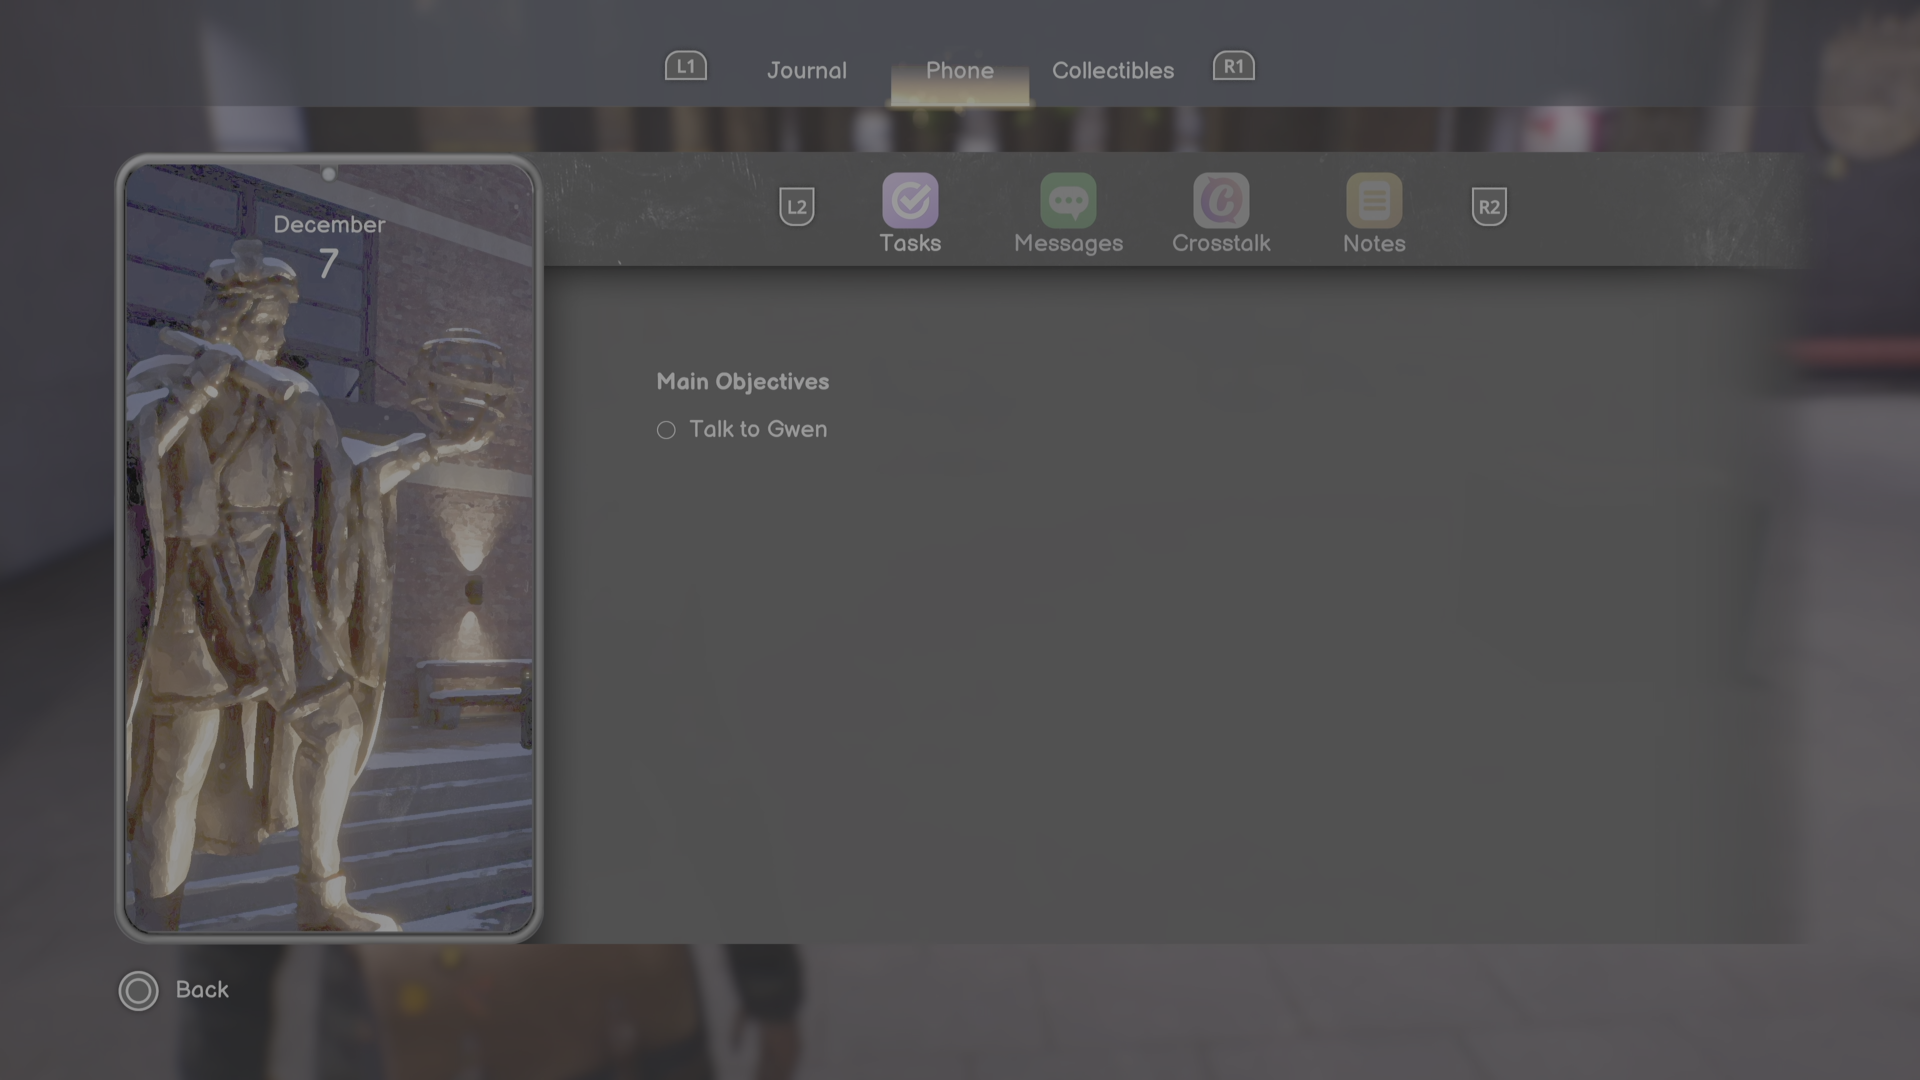 L1 Journal Phone Collectibles R1
December
7
L2 R2
Tasks Messages Crosstalk Notes
Main Objectives
Talk to Gwen
Back